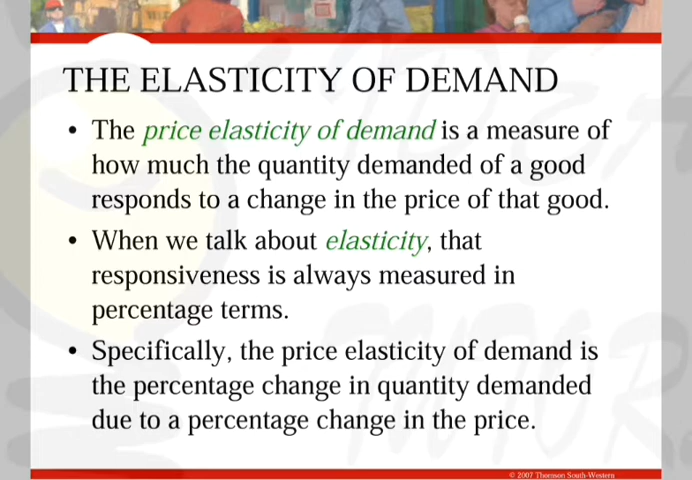 THE ELASTICITY OF DEMAND
• The price elasticity of demand is a measure of
how much the quantity demanded of a good
responds to a change in the price of that good.
• When we talk about elasticity, that
responsiveness is always measured in
percentage terms.
• Specifically, the price elasticity of demand is
the percentage change in quantity demanded
due to a percentage change in the price.
© 2007 Thomson South-Western